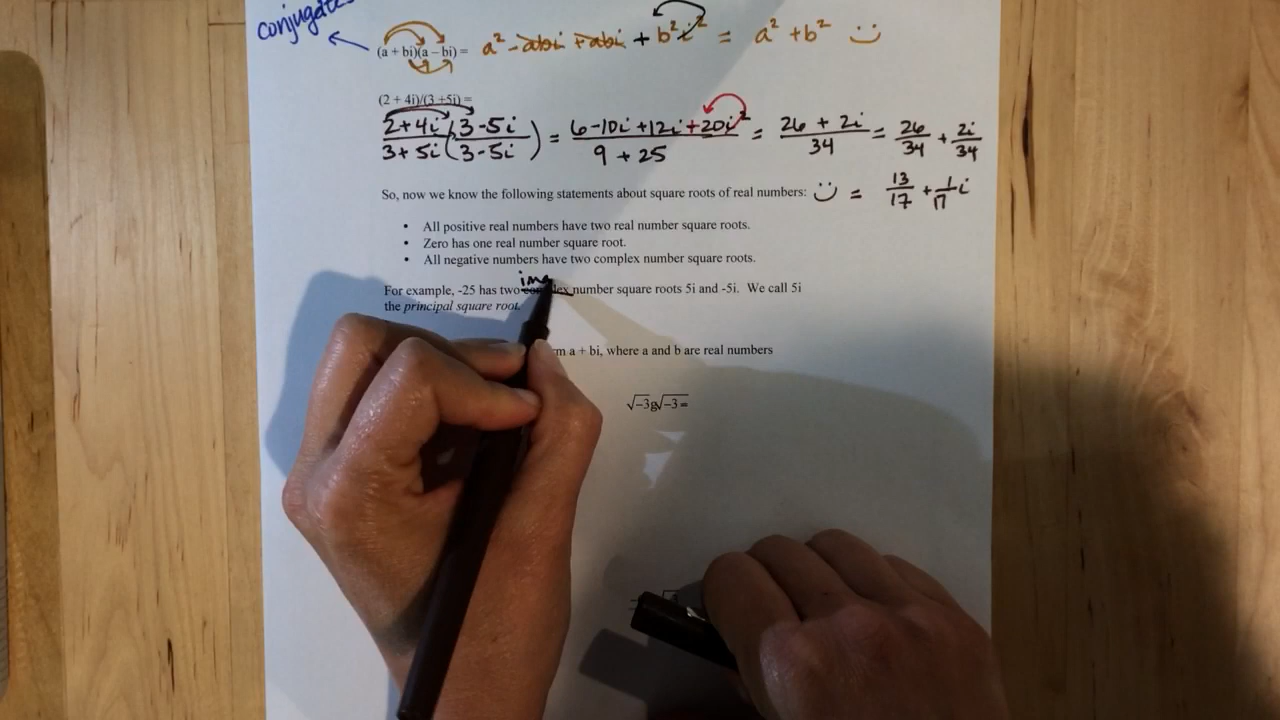 conjugates
(a + bi)(a – bi) = a² - abi + abi + b²i² = a² + b²
(2 + 4i)/(3 +5i) =
2+4i/3+5i (3-5i/3-5i) = 6-10i+12i+20i²/9+25 = 26+2i/34 = 26/34 + 2i/34
So, now we know the following statements about square roots of real numbers: = 13/17 + 1/17 i
• All positive real numbers have two real number square roots.
• Zero has one real number square root.
• All negative numbers have two complex number square roots.
ima
For example, -25 has two complex number square roots 5i and -5i. We call 5i
the principal square root.
a + bi, where a and b are real numbers
√-3g√-3 =